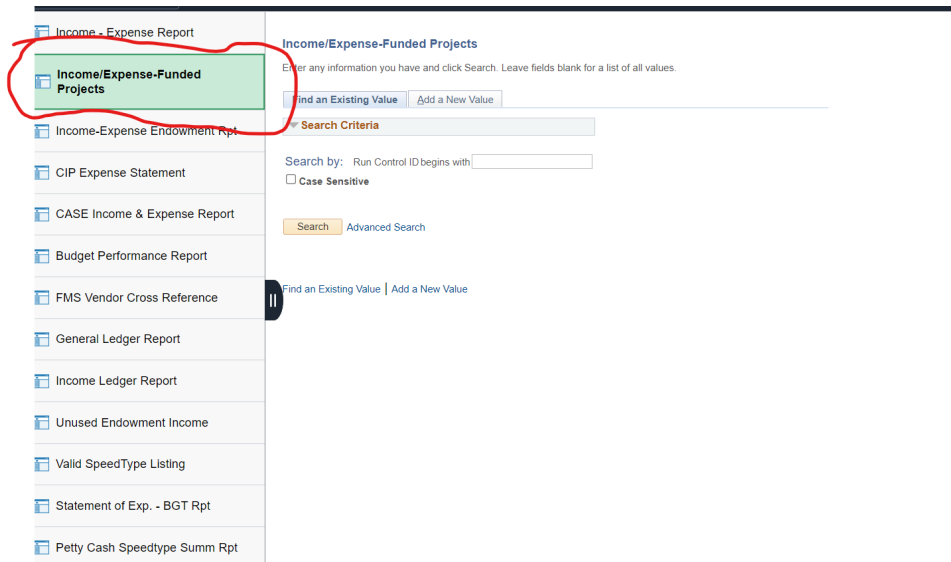 Income - Expense Report
Income/Expense-Funded
Projects
Income-Expense Endowment Rpt
CIP Expense Statement
CASE Income & Expense Report
Budget Performance Report
FMS Vendor Cross Reference
General Ledger Report
Income Ledger Report
Unused Endowment Income
Valid SpeedType Listing
Statement of Exp. - BGT Rpt
Petty Cash Speedtype Summ Rpt
Income/Expense-Funded Projects
Enter any information you have and click Search. Leave fields blank for a list of all values.
Find an Existing Value Add a New Value
Search Criteria
Search by: Run Control ID begins with
Case Sensitive
Search Advanced Search
Find an Existing Value | Add a New Value